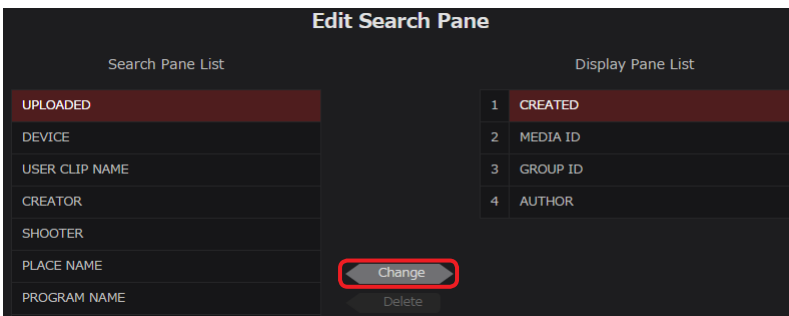 Edit Search Pane
Search Pane List
Display Pane List
UPLOADED
DEVICE
USER CLIP NAME
CREATOR
SHOOTER
PLACE NAME
PROGRAM NAME
Change
Delete
1 CREATED
2 MEDIA ID
3 GROUP ID
4 AUTHOR